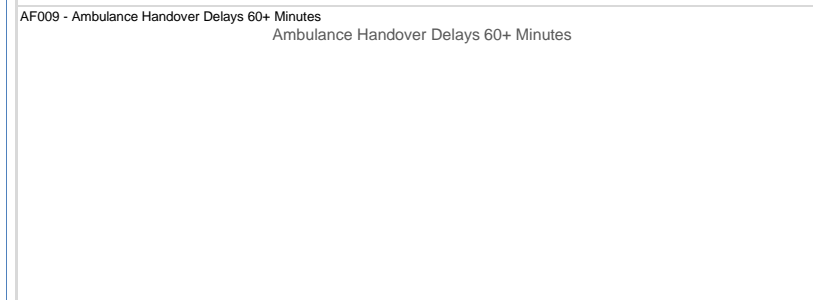 AF009 - Ambulance Handover Delays 60+ Minutes
Ambulance Handover Delays 60+ Minutes